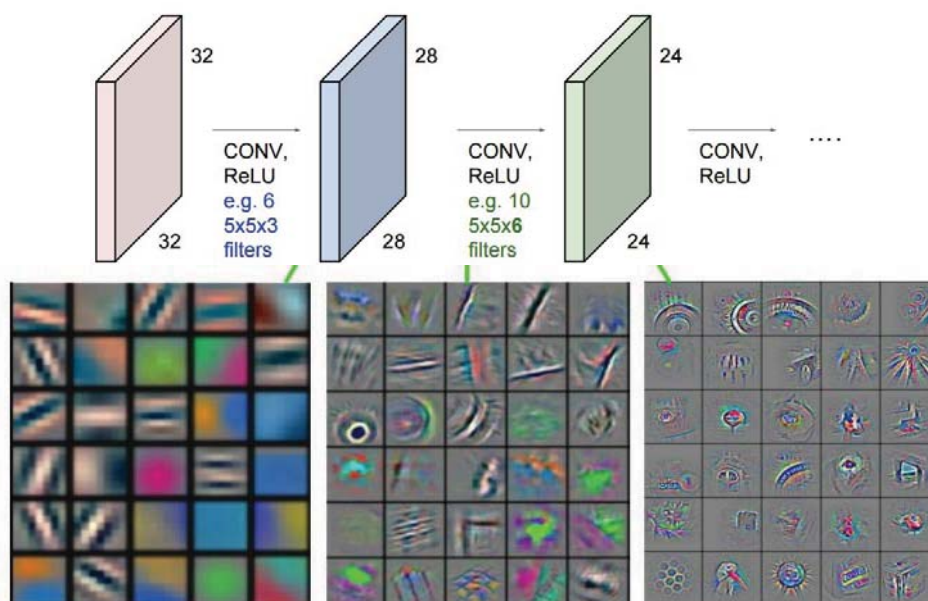 32
28
24
CONV,
ReLU
e.g. 6
5x5x3
filters
CONV,
ReLU
e.g. 10
5x5x6
filters
CONV,
ReLU
....
32
28
24